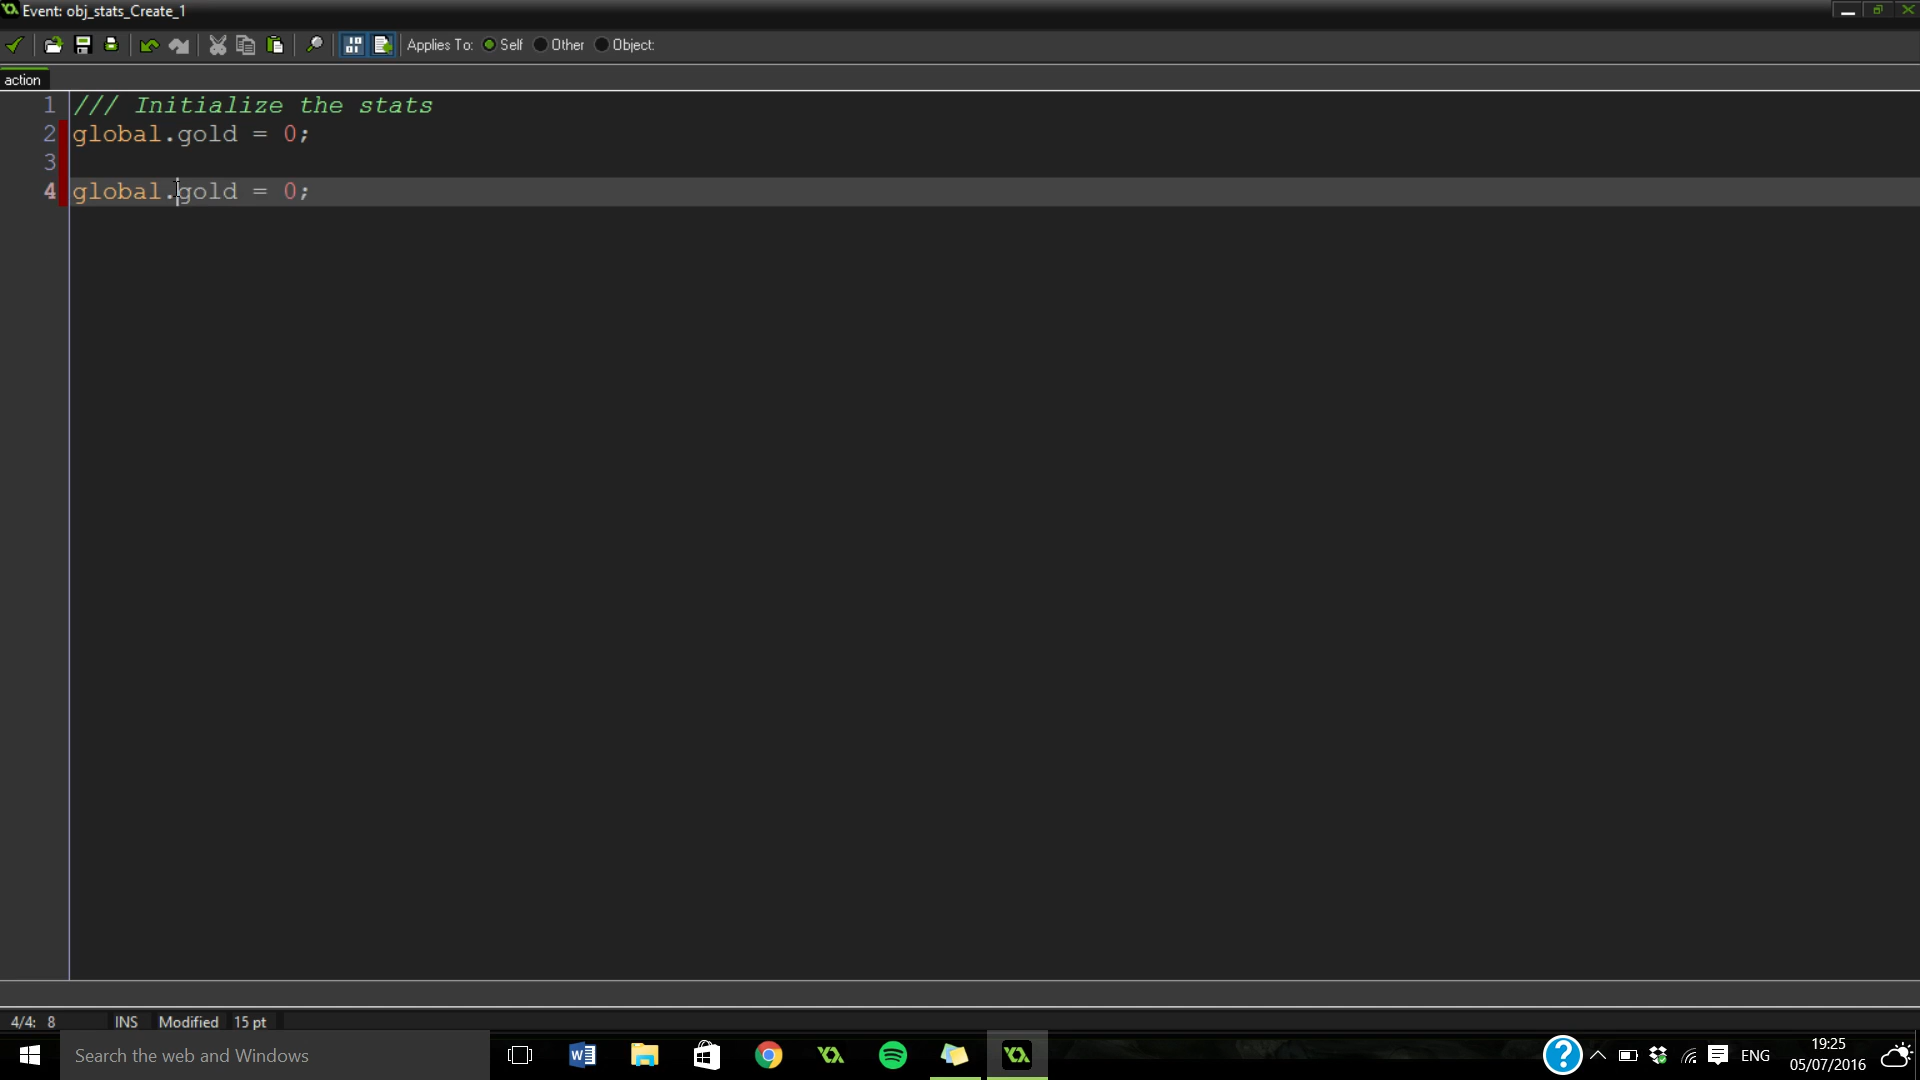 Event: obj_stats_Create_1
Applies To: Self Other Object:
action
1 /// Initialize the stats
2 global.gold = 0;
3
4 global.gold = 0;
4/4: 8 INS Modified 15 pt
Search the web and Windows
ENG
19:25
05/07/2016